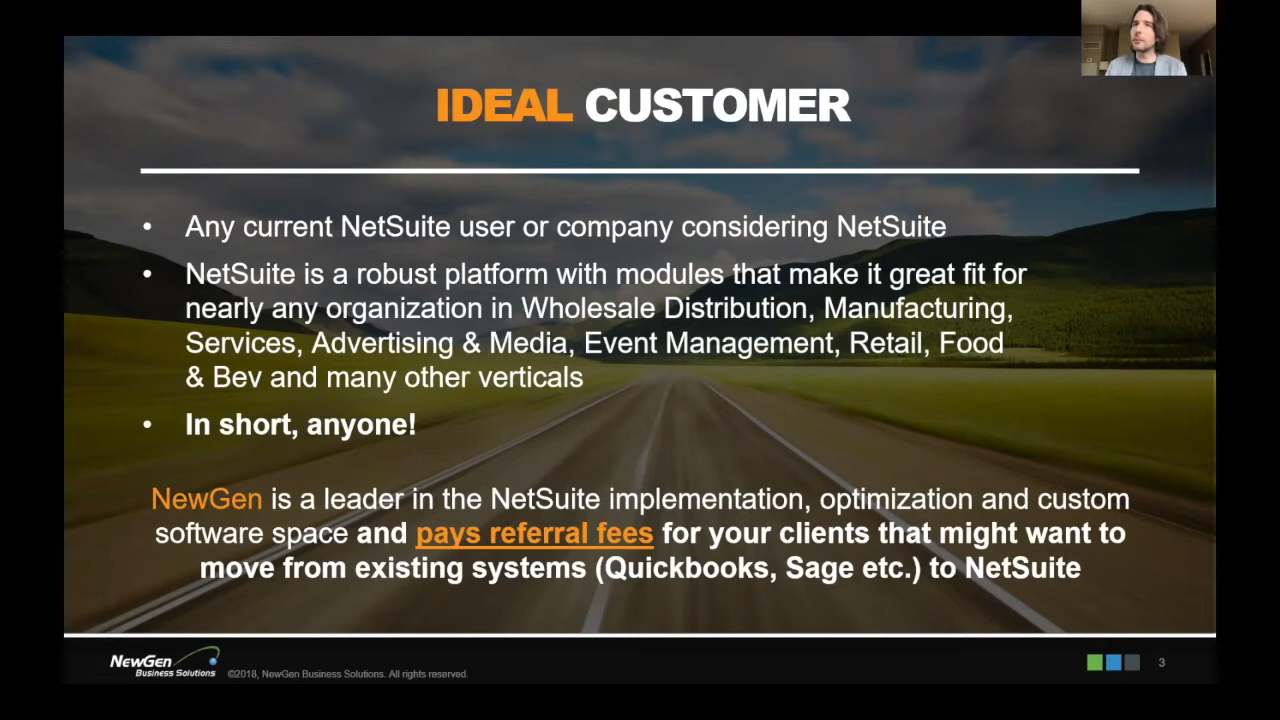 IDEAL CUSTOMER
• Any current NetSuite user or company considering NetSuite
• NetSuite is a robust platform with modules that make it great fit for
nearly any organization in Wholesale Distribution, Manufacturing,
Services, Advertising & Media, Event Management, Retail, Food
& Bev and many other verticals
• In short, anyone!
NewGen is a leader in the NetSuite implementation, optimization and custom
software space and pays referral fees for your clients that might want to
move from existing systems (Quickbooks, Sage etc.) to NetSuite
NewGen
Business Solutions
©2018, NewGen Business Solutions. All rights reserved.
3